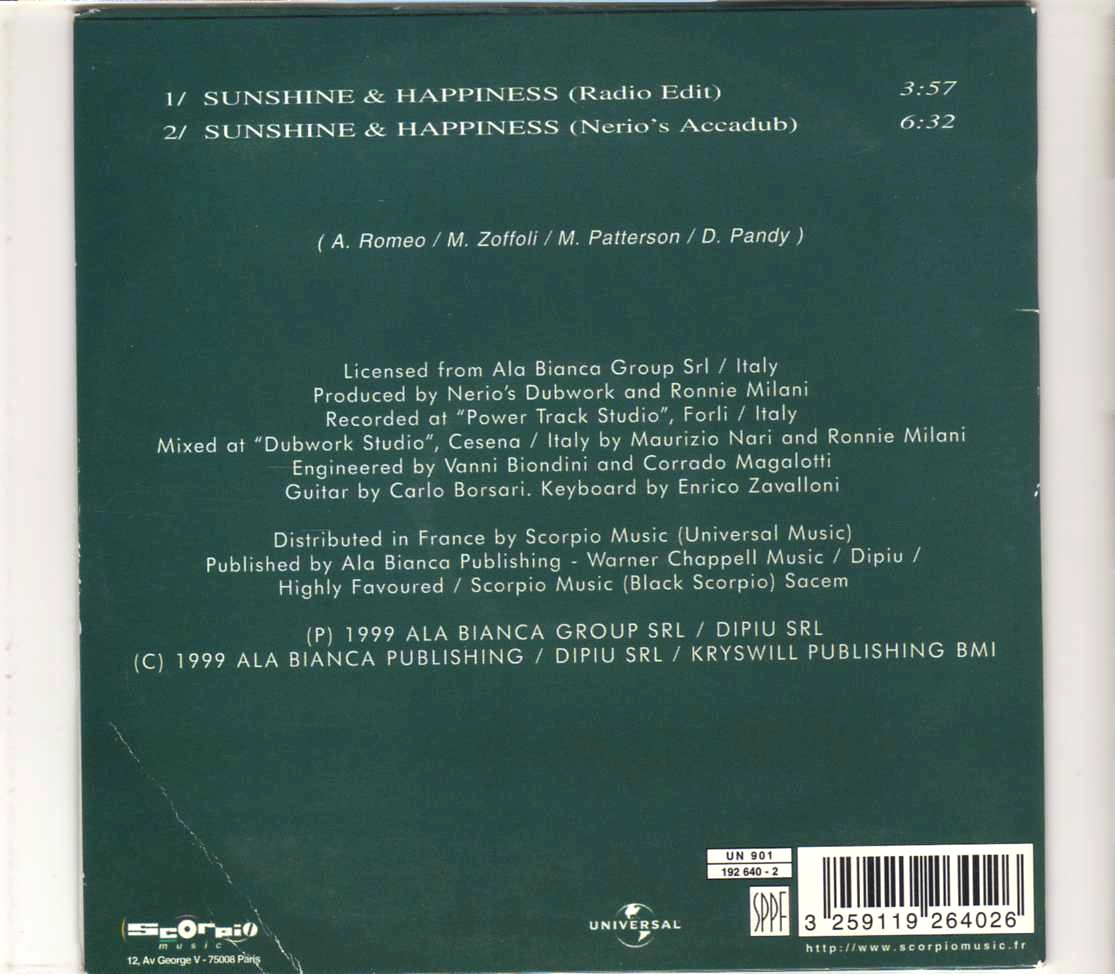 1/ SUNSHINE & HAPPINESS (Radio Edit) 3:57
2/ SUNSHINE & HAPPINESS (Nerio's Accadub) 6:32
( A. Romeo / M. Zoffoli / M. Patterson / D. Pandy )
Licensed from Ala Bianca Group Srl / Italy
Produced by Nerio's Dubwork and Ronnie Milani
Recorded at "Power Track Studio", Forli / Italy
Mixed at "Dubwork Studio", Cesena / Italy by Maurizio Nari and Ronnie Milani
Engineered by Vanni Biondini and Corrado Magalotti
Guitar by Carlo Borsari. Keyboard by Enrico Zavalloni
Distributed in France by Scorpio Music (Universal Music)
Published by Ala Bianca Publishing - Warner Chappell Music / Dipiu /
Highly Favoured / Scorpio Music (Black Scorpio) Sacem
(P) 1999 ALA BIANCA GROUP SRL / DIPIU SRL
(C) 1999 ALA BIANCA PUBLISHING / DIPIU SRL / KRYSWILL PUBLISHING BMI
UN 901
192 640 - 2
SPPF
3 259119 264026
http://www.scorpiomusic.fr
UNIVERSAL
scorpio
music
12, Av George V - 75008 Paris